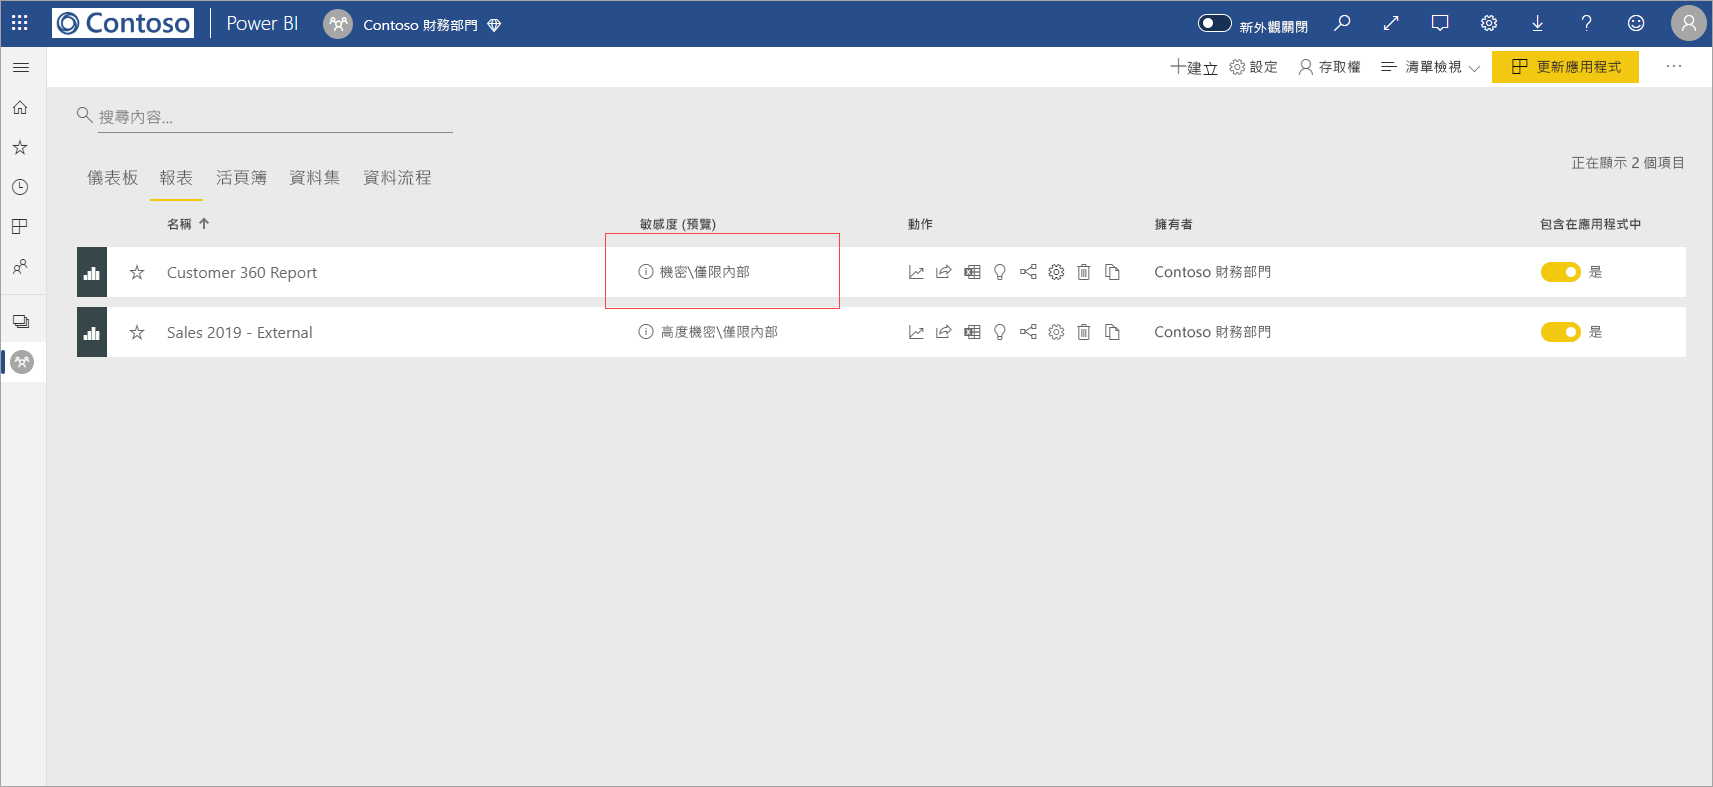 Contoso Power BI Contoso 財務部門 新外觀關閉
建立 設定 存取權 清單檢視 更新應用程式 ...
搜尋內容...
正在顯示 2 個項目
儀表板 報表 活頁簿 資料集 資料流程
名稱 敏感度 (預覽) 動作 擁有者 包含在應用程式中
Customer 360 Report 機密\僅限內部 Contoso 財務部門 是
Sales 2019 - External 高度機密\僅限內部 Contoso 財務部門 是